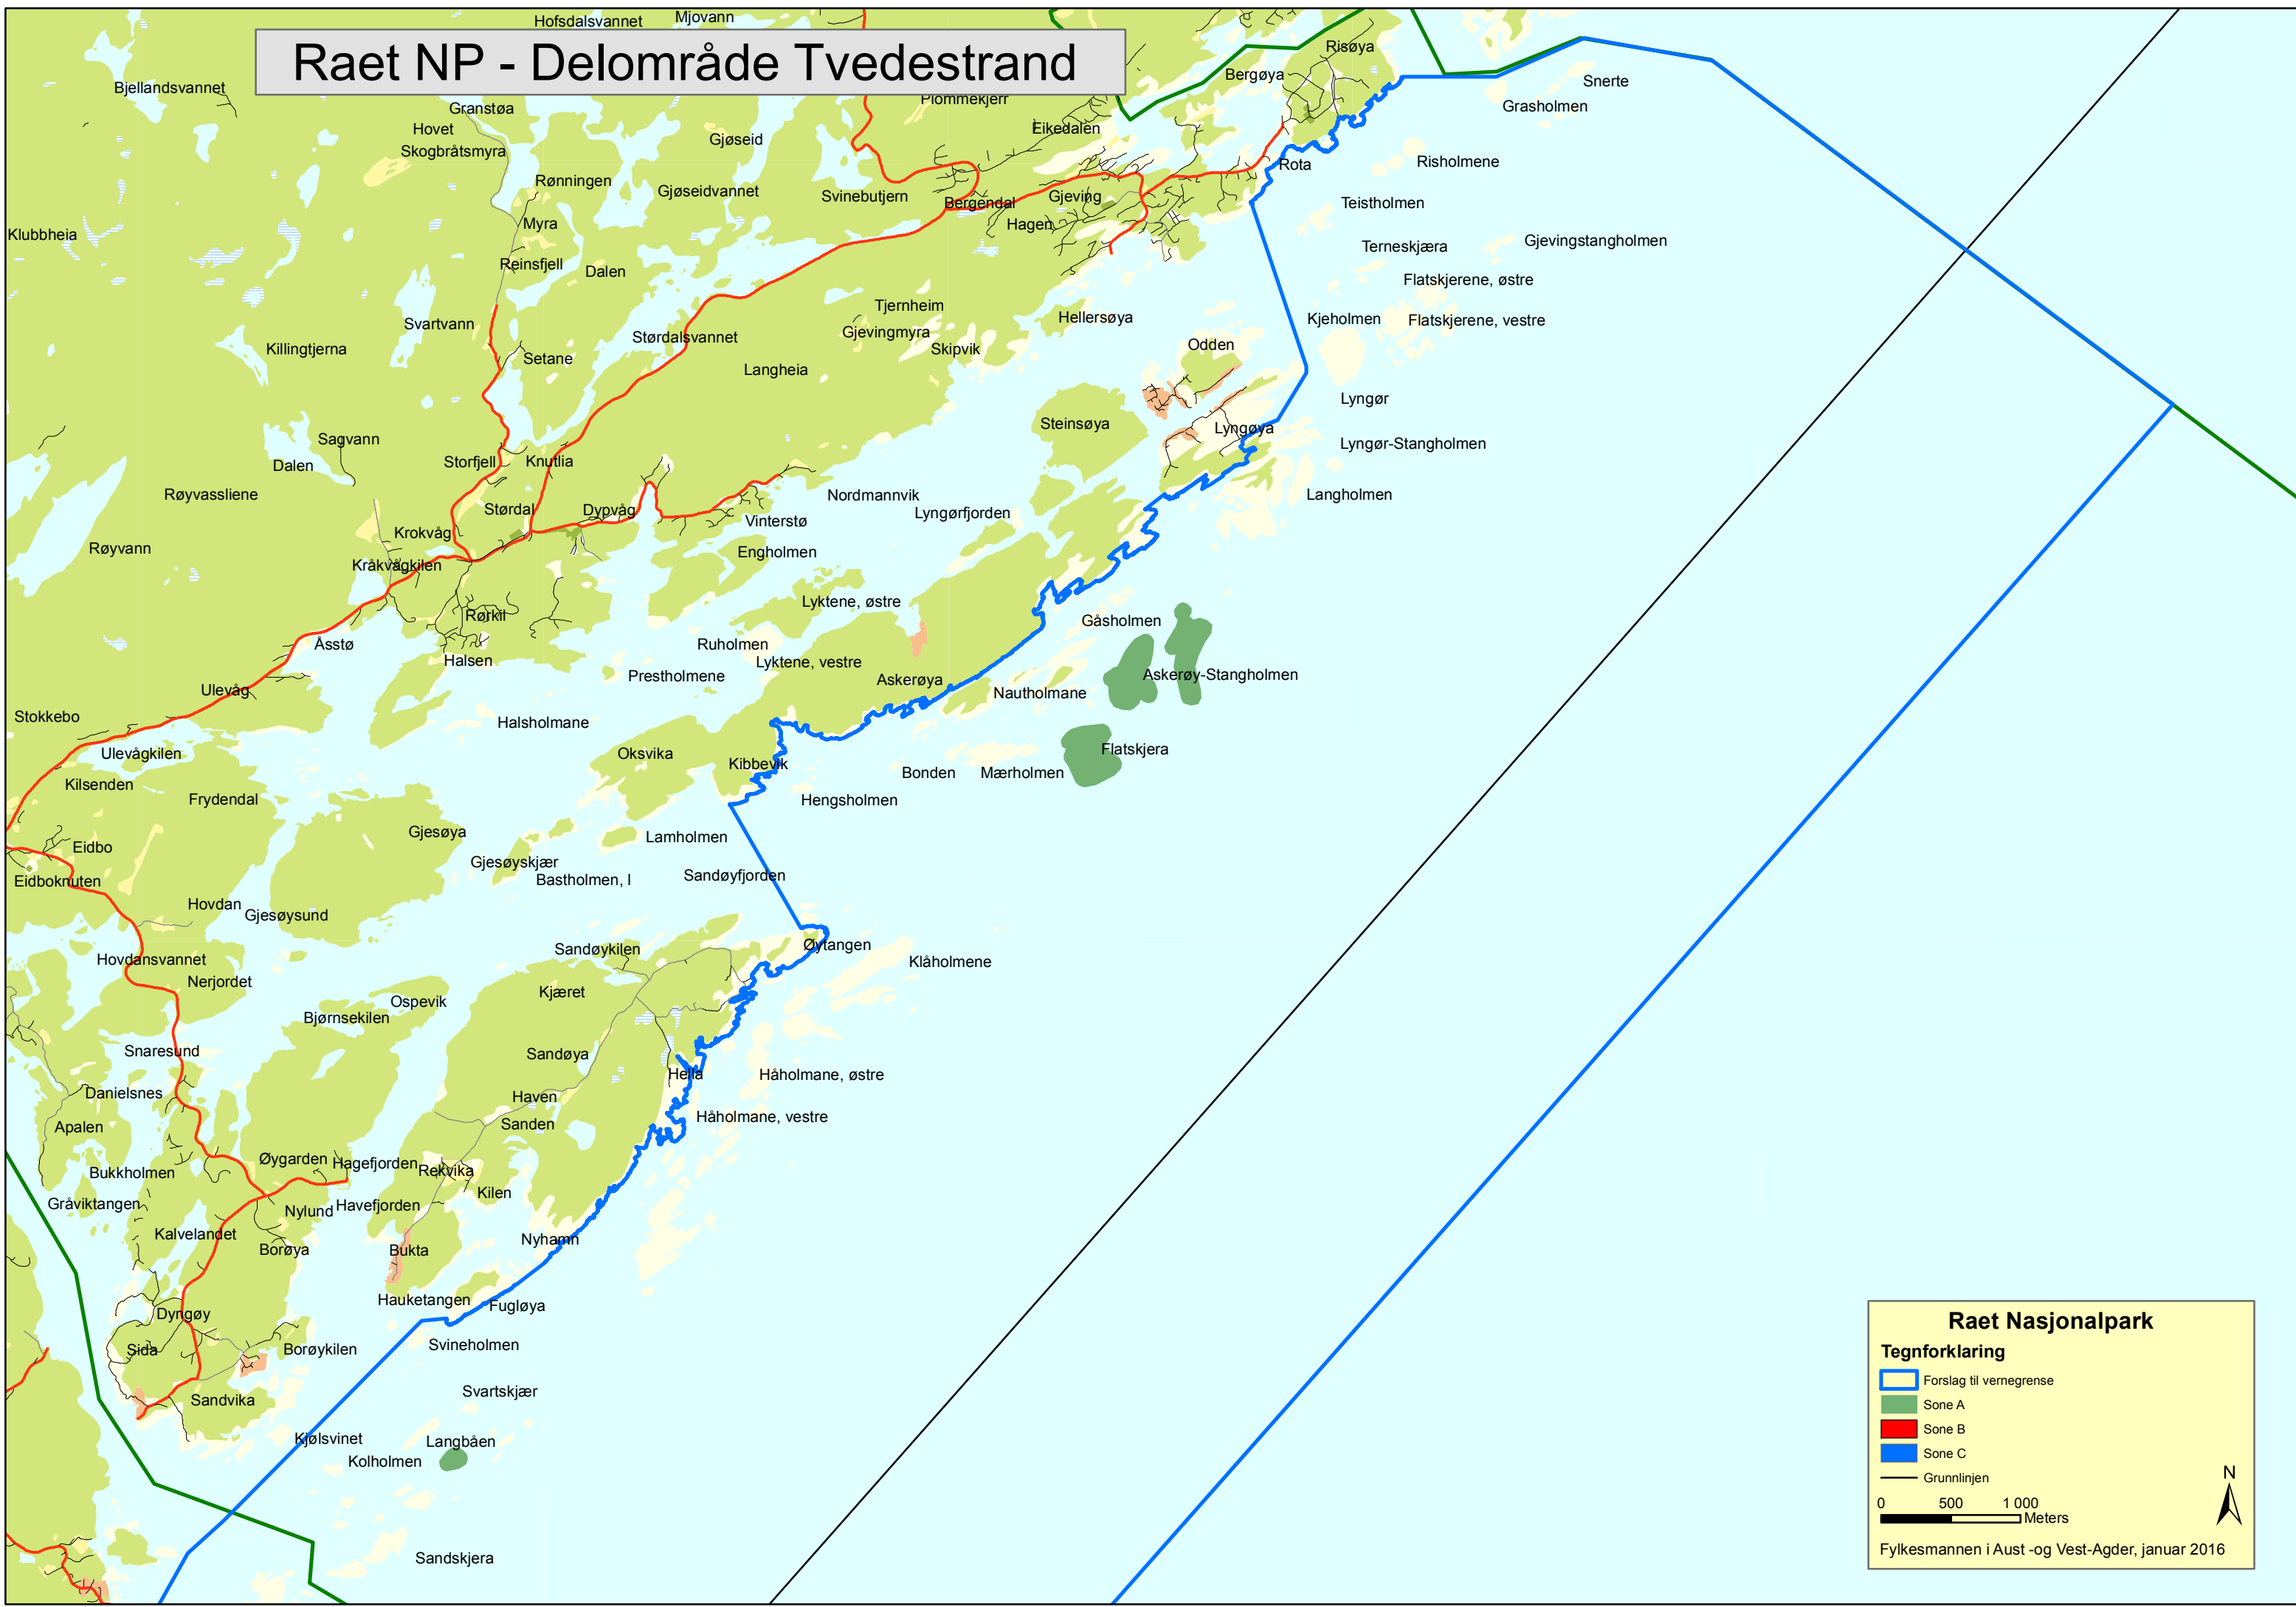 Hofsdalsvannet
Mjovann
Raet NP - Delområde Tvedestrand
Risøya
Bergøya
Snerte
Bjellandsvannet
Plommekjerr
Grasholmen
Granstøa
Hovet
Eikedalen
Gjøseid
Skogbråtsmyra
Risholmene
Rota
Rønningen
Gjøseidvannet
Svinebutjern
Bergendal
Gjeving
Teistholmen
Myra
Hagen
Klubbheia
Terneskjæra
Gjevingstangholmen
Reinsfjell
Dalen
Flatskjerene, østre
Tjernheim
Hellersøya
Kjeholmen
Flatskjerene, vestre
Svartvann
Størdalsvannet
Gjevingmyra
Skipvik
Odden
Killingtjerna
Setane
Langheia
Lyngør
Steinsøya
Lyngøya
Sagvann
Lyngør-Stangholmen
Dalen
Storfjell
Knutlia
Røyvassliene
Nordmannvik
Langholmen
Størdal
Dypvåg
Lyngørfjorden
Vinterstø
Krokvåg
Røyvann
Engholmen
Kråkvågkilen
Lyktene, østre
Rørkil
Gåsholmen
Åsstø
Ruholmen
Halsen
Lyktene, vestre
Prestholmene
Askerøya
Askerøy-Stangholmen
Ulevåg
Nautholmane
Stokkebo
Halsholmane
Ulevågkilen
Oksvika
Kibbevik
Flatskjera
Bonden
Mærholmen
Kilsenden
Frydendal
Hengsholmen
Gjesøya
Lamholmen
Eidbo
Gjesøyskjær
Eidboknuten
Bastholmen, l
Sandøyfjorden
Hovdan
Gjesøysund
Sandøykilen
Øytangen
Hovdansvannet
Klåholmene
Nerjordet
Kjæret
Ospevik
Bjørnsekilen
Snaresund
Sandøya
Hella
Håholmane, østre
Danielsnes
Haven
Håholmane, vestre
Apalen
Sanden
Øygarden
Hagefjorden
Bukkholmen
Rekvika
Kilen
Gråviktangen
Nylund
Havefjorden
Kalvelandet
Borøya
Bukta
Nyhamn
Hauketangen
Fugløya
Dyngøy
Sida
Borøykilen
Svineholmen
Sandvika
Svartskjær
Kjølsvinet
Langbåen
Kolholmen
Sandskjera
Raet Nasjonalpark
Tegnforklaring
Forslag til vernegrense
Sone A
Sone B
Sone C
Grunnlinjen
N
0 500 1 000
Meters
Fylkesmannen i Aust -og Vest-Agder, januar 2016